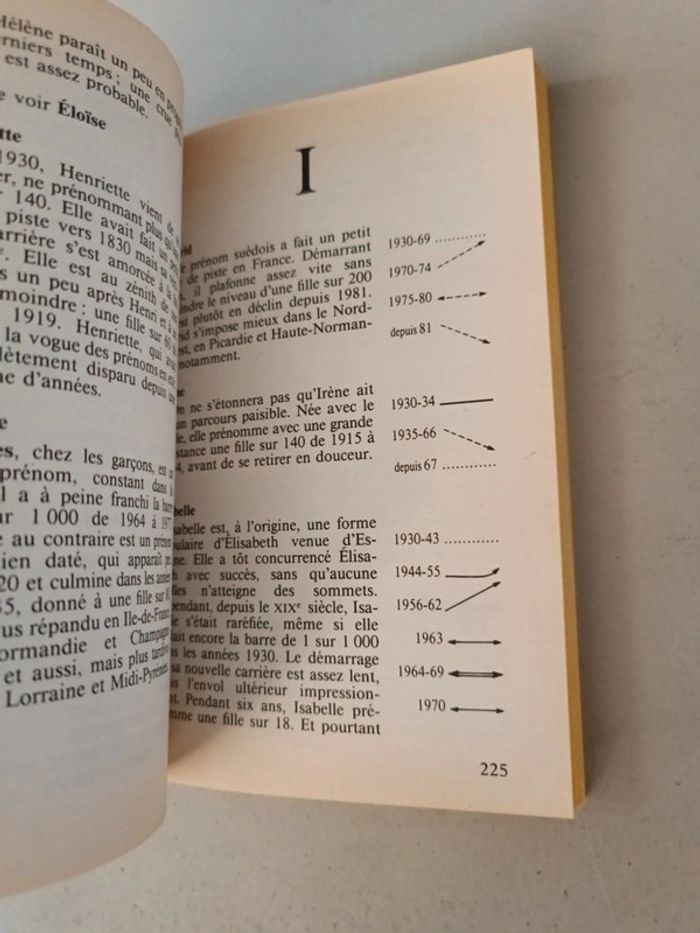 Hélène paraît un peu en
derniers temps ; une crue
est assez probable.
voir Éloïse
1930, Henriette vient de
ne prénommant plus
140. Elle avait fait un
piste vers 1830 mais sa
carrière s'est amorcée à
Elle est au zénith de
un peu après Henri et
moindre : une fille sur 60
1919. Henriette, qui
la vogue des prénoms en
disparu depuis
d'années.
chez les garçons, est
prénom, constant dans
a à peine franchi la barre
1 000 de 1964 à
au contraire est un prénom
daté, qui apparaît
20 et culmine dans les années
donné à une fille sur
répandu en Ile-de-France
et Champagne
et aussi, mais plus
Lorraine et Midi-Pyrénées
I
prénom suédois a fait un petit
de piste en France. Démarrant
il plafonne assez vite sans
le niveau d'une fille sur 200
plutôt en déclin depuis 1981.
s'impose mieux dans le Nord-
en Picardie et Haute-Norman-
notamment.
1930-69
1970-74
1975-80
depuis 81
ne s'étonnera pas qu'Irène ait
parcours paisible. Née avec le
elle prénomme avec une grande
une fille sur 140 de 1915 à
avant de se retirer en douceur.
1930-34
1935-66
depuis 67
Isabelle est, à l'origine, une forme
d'Élisabeth venue d'Es-
Elle a tôt concurrencé Élisa-
avec succès, sans qu'aucune
n'atteigne des sommets.
depuis le XIXe siècle, Isa-
s'était raréfiée, même si elle
encore la barre de 1 sur 1 000
les années 1930. Le démarrage
sa nouvelle carrière est assez lent,
l'envol ultérieur impression-
Pendant six ans, Isabelle pré-
une fille sur 18. Et pourtant
1930-43
1944-55
1956-62
1963
1964-69
1970
225